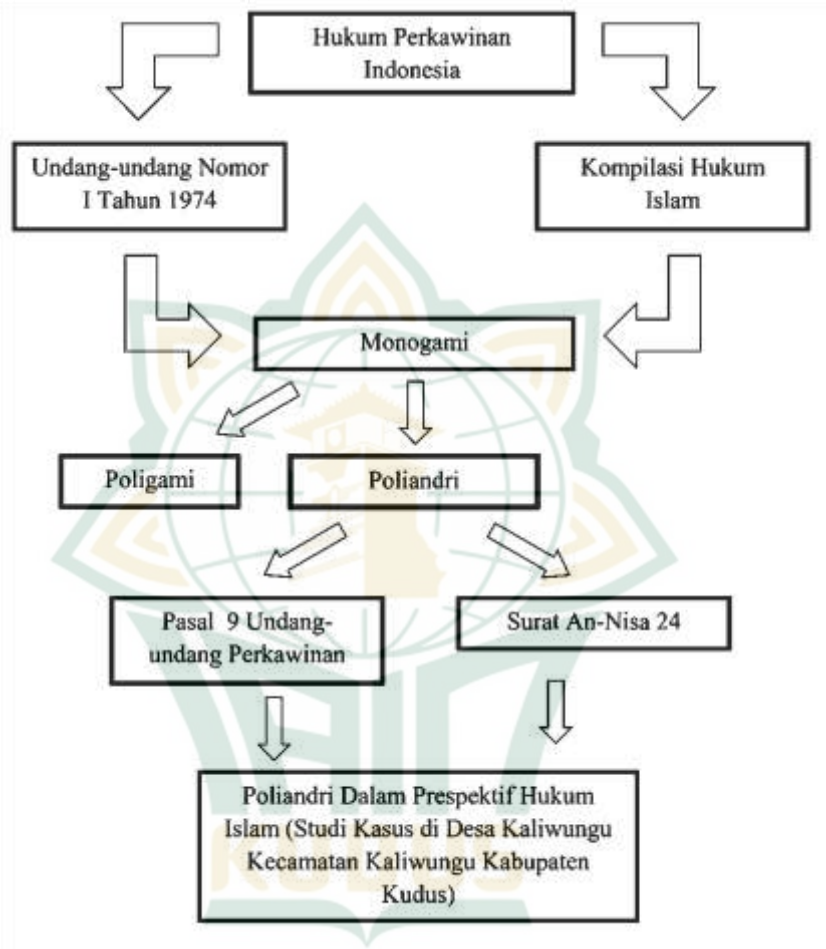 Hukum Perkawinan
Indonesia
Undang-undang Nomor
I Tahun 1974
Kompilasi Hukum
Islam
Monogami
Poligami
Poliandri
Pasal 9 Undang-
undang Perkawinan
Surat An-Nisa 24
Poliandri Dalam Prespektif Hukum
Islam (Studi Kasus di Desa Kaliwungu
Kecamatan Kaliwungu Kabupaten
Kudus)
KUDUS